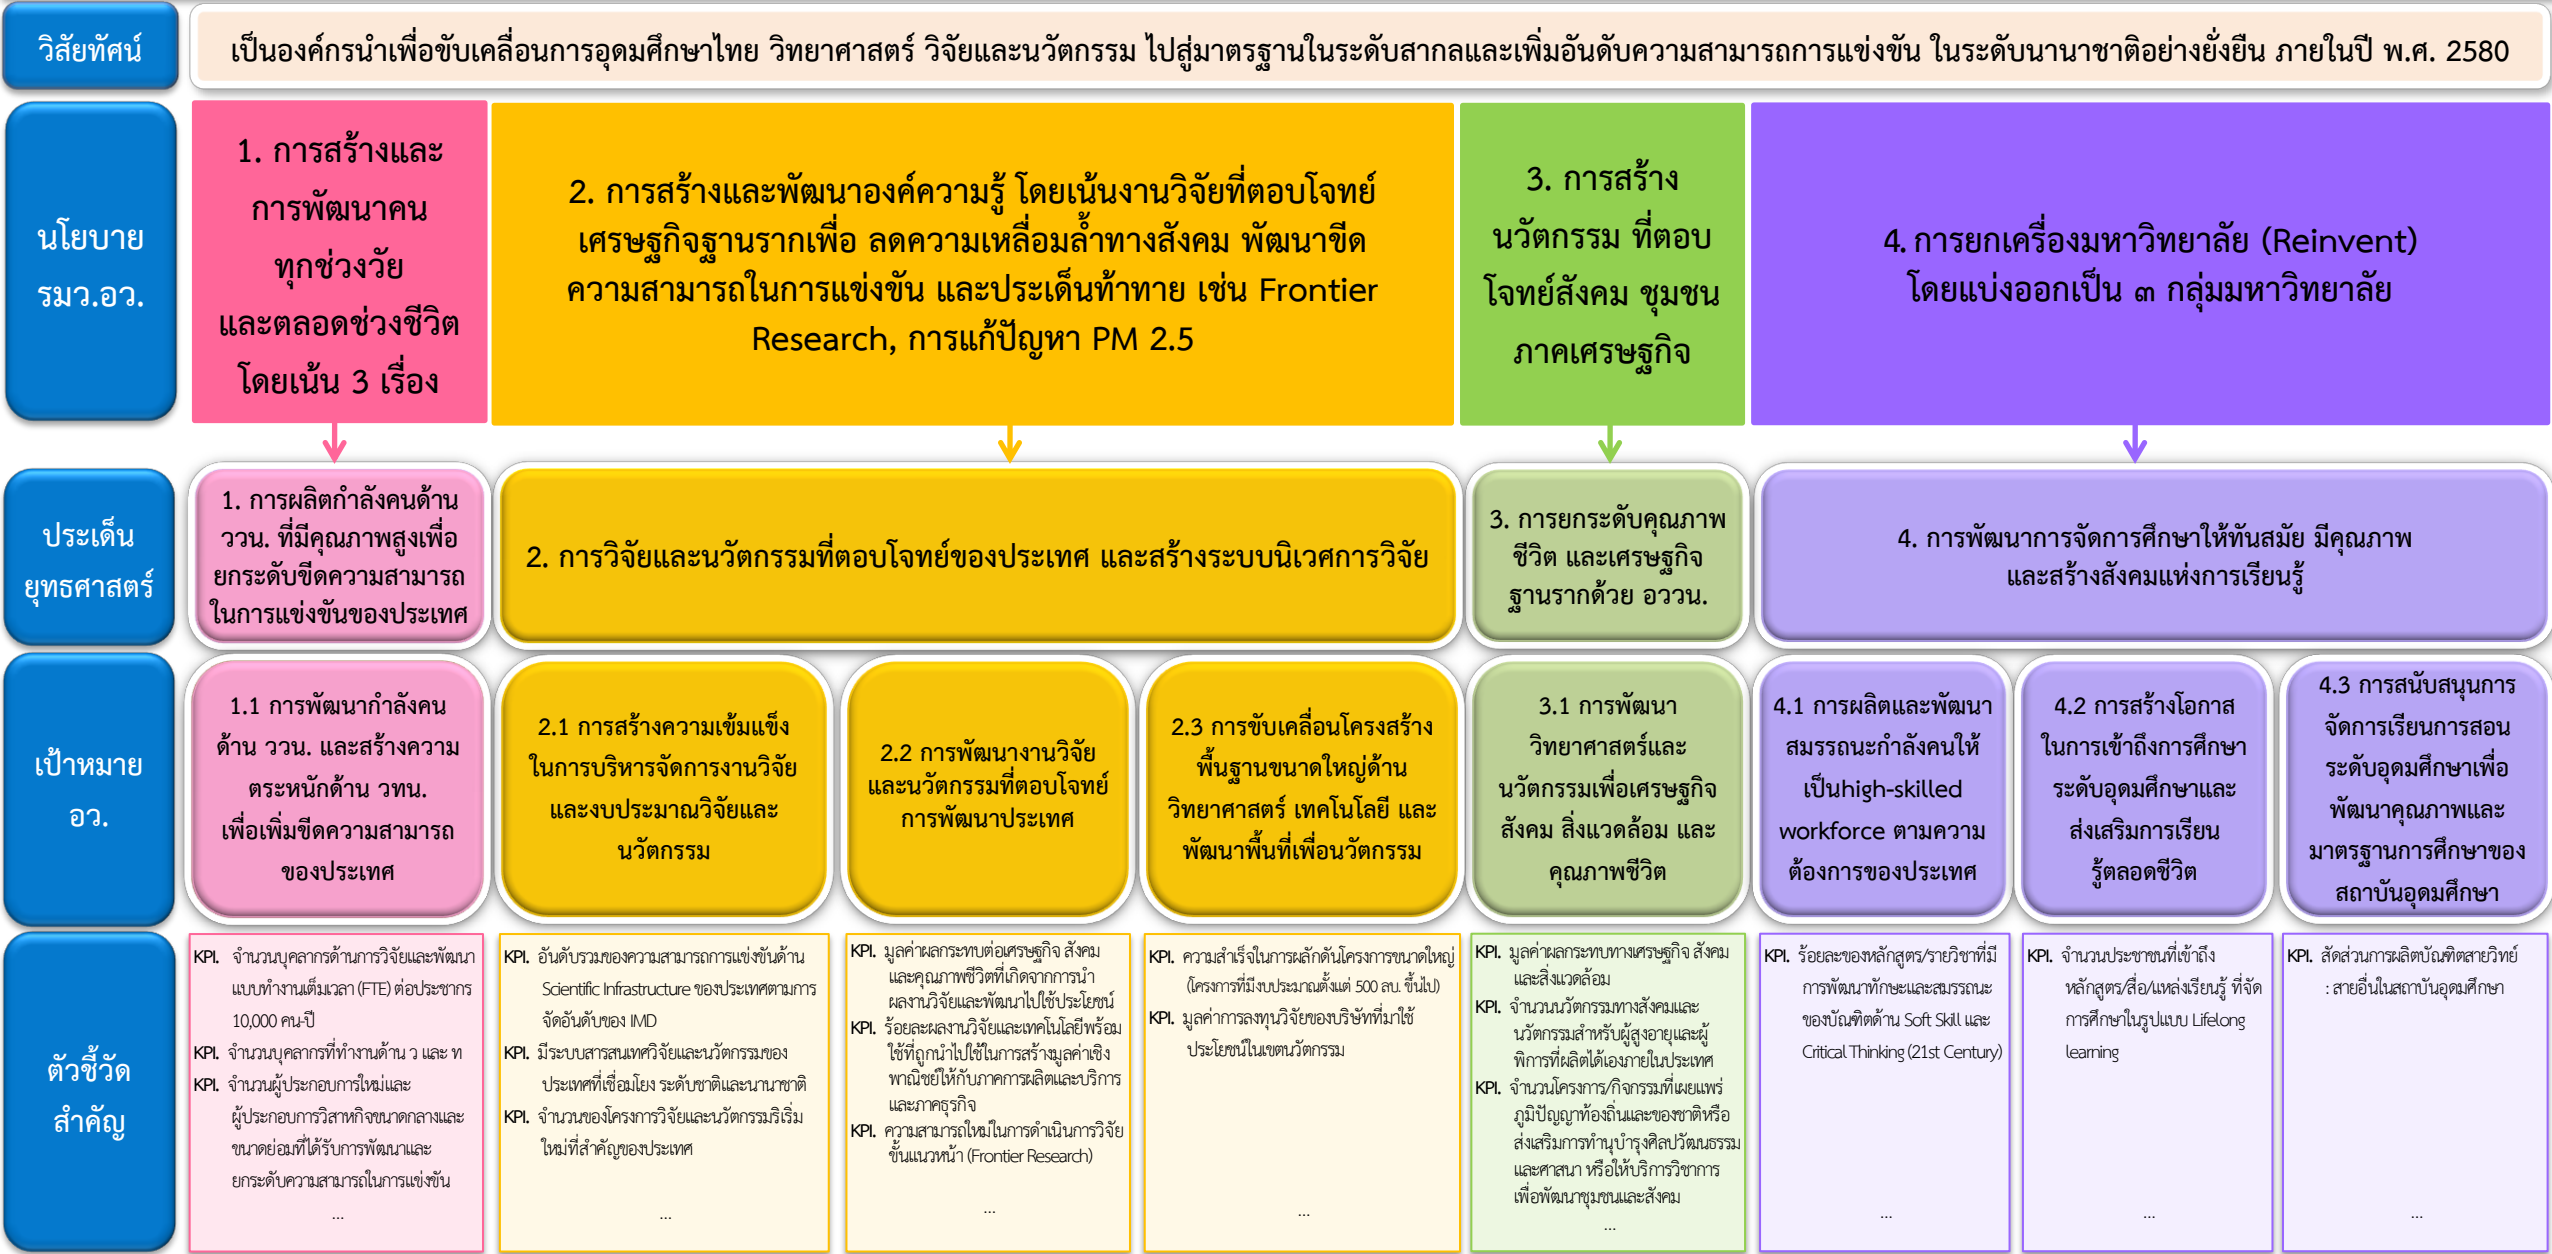 วิสัยทัศน์
เป็นองค์กรนำเพื่อขับเคลื่อนการอุดมศึกษาไทย วิทยาศาสตร์ วิจัยและนวัตกรรม ไปสู่มาตรฐานในระดับสากลและเพิ่มอันดับความสามารถการแข่งขัน ในระดับนานาชาติอย่างยั่งยืน ภายในปี พ.ศ. 2580
นโยบาย
รมว.อว.
1. การสร้างและ
การพัฒนาคน
ทุกช่วงวัย
และตลอดช่วงชีวิต
โดยเน้น 3 เรื่อง
2. การสร้างและพัฒนาองค์ความรู้ โดยเน้นงานวิจัยที่ตอบโจทย์
เศรษฐกิจฐานรากเพื่อ ลดความเหลื่อมล้ำทางสังคม พัฒนาขีด
ความสามารถในการแข่งขัน และประเด็นท้าทาย เช่น Frontier
Research, การแก้ปัญหา PM 2.5
3. การสร้าง
นวัตกรรม ที่ตอบ
โจทย์สังคม ชุมชน
ภาคเศรษฐกิจ
4. การยกเครื่องมหาวิทยาลัย (Reinvent)
โดยแบ่งออกเป็น ๓ กลุ่มมหาวิทยาลัย
ประเด็น
ยุทธศาสตร์
1. การผลิตกำลังคนด้าน
ววน. ที่มีคุณภาพสูงเพื่อ
ยกระดับขีดความสามารถ
ในการแข่งขันของประเทศ
2. การวิจัยและนวัตกรรมที่ตอบโจทย์ของประเทศ และสร้างระบบนิเวศการวิจัย
3. การยกระดับคุณภาพ
ชีวิต และเศรษฐกิจ
ฐานรากด้วย อววน.
4. การพัฒนาการจัดการศึกษาให้ทันสมัย มีคุณภาพ
และสร้างสังคมแห่งการเรียนรู้
เป้าหมาย
อว.
1.1 การพัฒนากำลังคน
ด้าน ววน. และสร้างความ
ตระหนักด้าน วทน.
เพื่อเพิ่มขีดความสามารถ
ของประเทศ
2.1 การสร้างความเข้มแข็ง
ในการบริหารจัดการงานวิจัย
และงบประมาณวิจัยและ
นวัตกรรม
2.2 การพัฒนางานวิจัย
และนวัตกรรมที่ตอบโจทย์
การพัฒนาประเทศ
2.3 การขับเคลื่อนโครงสร้าง
พื้นฐานขนาดใหญ่ด้าน
วิทยาศาสตร์ เทคโนโลยี และ
พัฒนาพื้นที่เพื่อนวัตกรรม
3.1 การพัฒนา
วิทยาศาสตร์และ
นวัตกรรมเพื่อเศรษฐกิจ
สังคม สิ่งแวดล้อม และ
คุณภาพชีวิต
4.1 การผลิตและพัฒนา
สมรรถนะกำลังคนให้
เป็นhigh-skilled
workforce ตามความ
ต้องการของประเทศ
4.2 การสร้างโอกาส
ในการเข้าถึงการศึกษา
ระดับอุดมศึกษาและ
ส่งเสริมการเรียน
รู้ตลอดชีวิต
4.3 การสนับสนุนการ
จัดการเรียนการสอน
ระดับอุดมศึกษาเพื่อ
พัฒนาคุณภาพและ
มาตรฐานการศึกษาของ
สถาบันอุดมศึกษา
ตัวชี้วัด
สำคัญ
KPI. จำนวนบุคลากรด้านการวิจัยและพัฒนา
แบบทำงานเต็มเวลา (FTE) ต่อประชากร
10,000 คน-ปี
KPI. จำนวนบุคลากรที่ทำงานด้าน ว และ ท
KPI. จำนวนผู้ประกอบการใหม่และ
ผู้ประกอบการวิสาหกิจขนาดกลางและ
ขนาดย่อมที่ได้รับการพัฒนาและ
ยกระดับความสามารถในการแข่งขัน
...
KPI. อันดับรวมของความสามารถการแข่งขันด้าน
Scientific Infrastructure ของประเทศตามการ
จัดอันดับของ IMD
KPI. มีระบบสารสนเทศวิจัยและนวัตกรรมของ
ประเทศที่เชื่อมโยง ระดับชาติและนานาชาติ
KPI. จำนวนของโครงการวิจัยและนวัตกรรมริเริ่ม
ใหม่ที่สำคัญของประเทศ
...
KPI. มูลค่าผลกระทบต่อเศรษฐกิจ สังคม
และคุณภาพชีวิตที่เกิดจากการนำ
ผลงานวิจัยและพัฒนาไปใช้ประโยชน์
KPI. ร้อยละผลงานวิจัยและเทคโนโลยีพร้อม
ใช้ที่ถูกนำไปใช้ในการสร้างมูลค่าเชิง
พาณิชย์ให้กับภาคการผลิตและบริการ
และภาคธุรกิจ
KPI. ความสามารถใหม่ในการดำเนินการวิจัย
ขั้นแนวหน้า (Frontier Research)
...
KPI. ความสำเร็จในการผลักดันโครงการขนาดใหญ่
(โครงการที่มีงบประมาณตั้งแต่ 500 ลบ. ขึ้นไป)
KPI. มูลค่าการลงทุนวิจัยของบริษัทที่มาใช้
ประโยชน์ในเขตนวัตกรรม
...
KPI. มูลค่าผลกระทบทางเศรษฐกิจ สังคม
และสิ่งแวดล้อม
KPI. จำนวนนวัตกรรมทางสังคมและ
นวัตกรรมสำหรับผู้สูงอายุและผู้
พิการที่ผลิตได้เองภายในประเทศ
KPI. จำนวนโครงการ/กิจกรรมที่เผยแพร่
ภูมิปัญญาท้องถิ่นและของชาติหรือ
ส่งเสริมการทำนุบำรุงศิลปวัฒนธรรม
และศาสนา หรือให้บริการวิชาการ
เพื่อพัฒนาชุมชนและสังคม
...
KPI. ร้อยละของหลักสูตร/รายวิชาที่มี
การพัฒนาทักษะและสมรรถนะ
ของบัณฑิตด้าน Soft Skill และ
Critical Thinking (21st Century)
...
KPI. จำนวนประชาชนที่เข้าถึง
หลักสูตร/สื่อ/แหล่งเรียนรู้ ที่จัด
การศึกษาในรูปแบบ Lifelong
learning
...
KPI. สัดส่วนการผลิตบัณฑิตสายวิทย์
: สายอื่นในสถาบันอุดมศึกษา
...